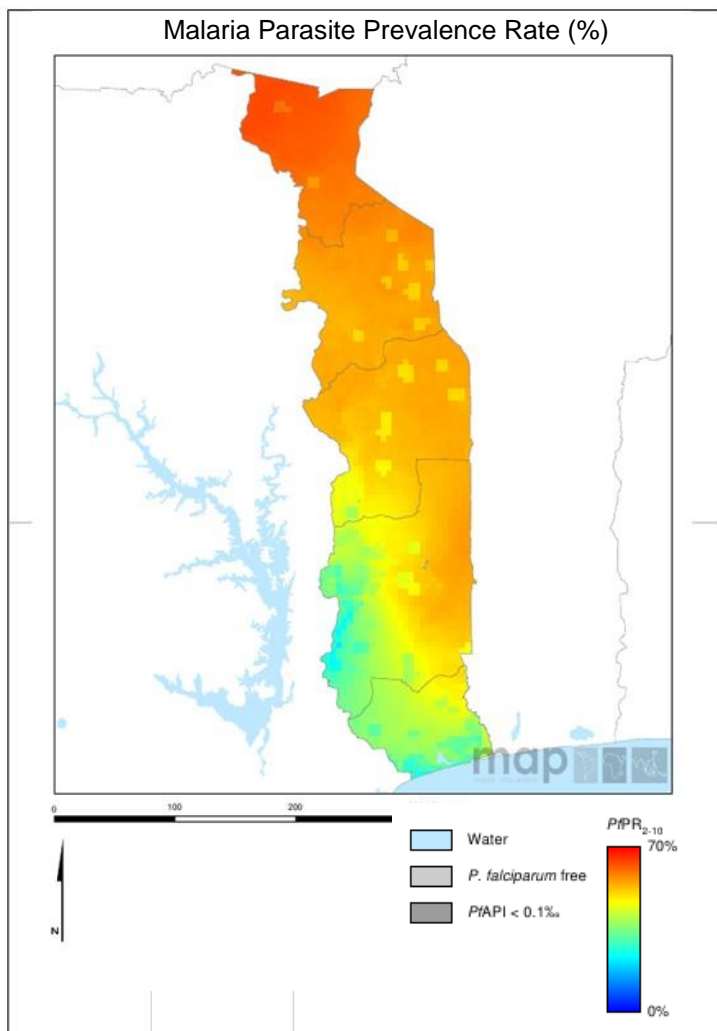 Malaria Parasite Prevalence Rate (%)
map
0 100 200
Water
P. falciparum free
PfAPI < 0.1‰
PfPR2-10
70%
0%
N